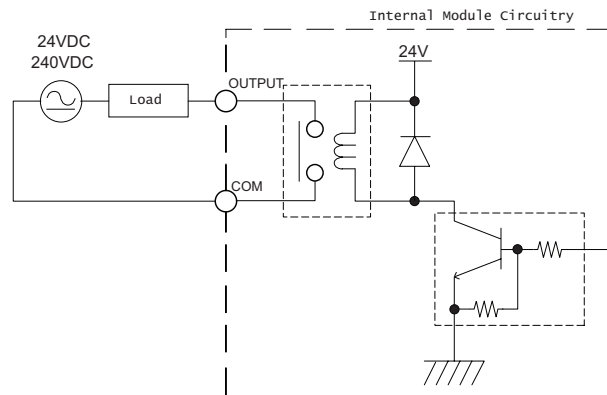 Internal Module Circuitry
24VDC
240VDC
24V
OUTPUT
Load
COM